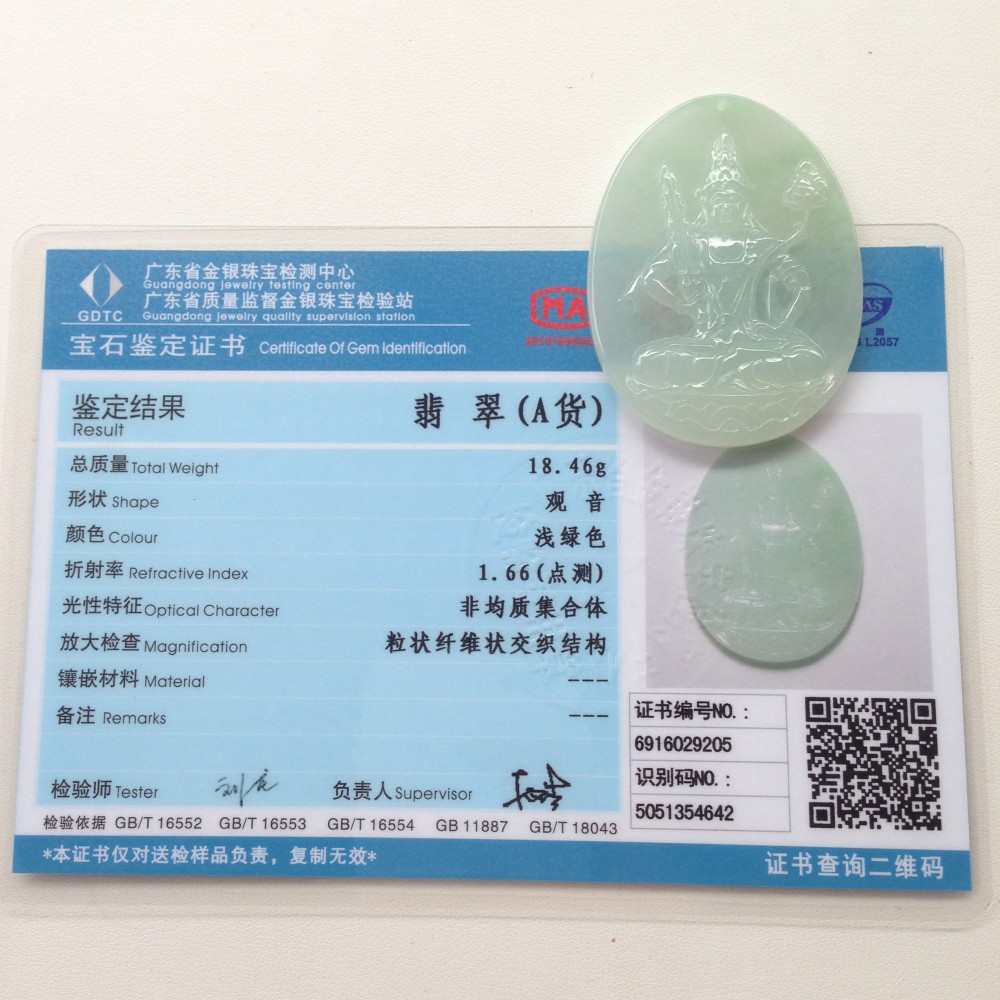 广东省金银珠宝检测中心
Guangdong jewelry testing center
广东省质量监督金银珠宝检验站
Guangdong jewelry quality supervision station
GDTC
宝石鉴定证书 Certificate Of Gem Identification
MA
L2057
鉴定结果 翡翠(A货)
Result
总质量 Total Weight 18.46g
形状 Shape 观音
颜色 Colour 浅绿色
折射率 Refractive Index 1.66(点测)
光性特征 Optical Character 非均质集合体
放大检查 Magnification 粒状纤维状交织结构
镶嵌材料 Material ---
备注 Remarks ---
证书编号NO.:
6916029205
识别码NO.:
5051354642
检验师 Tester 负责人 Supervisor
检验依据 GB/T 16552 GB/T 16553 GB/T 16554 GB 11887 GB/T 18043
*本证书仅对送检样品负责，复制无效*
证书查询二维码